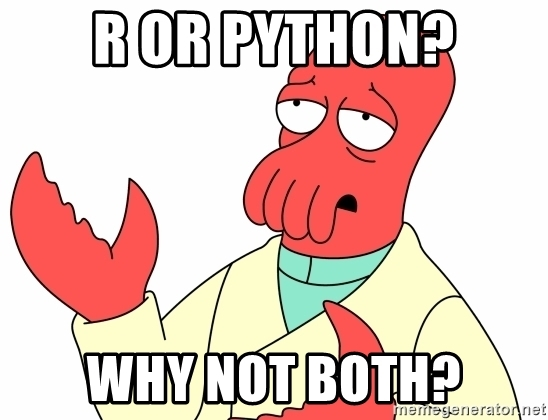 R OR PYTHON?
WHY NOT BOTH?
memegenerator.net